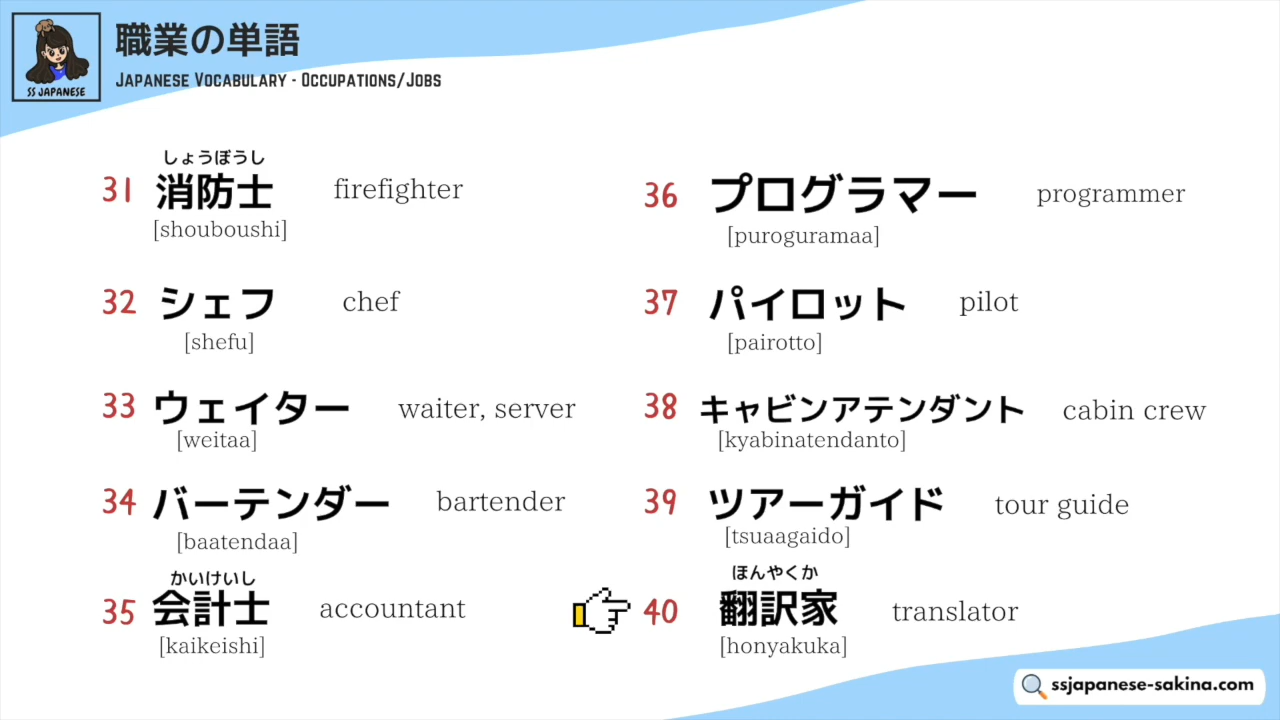 職業の単語
SS JAPANESE
JAPANESE VOCABULARY - OCCUPATIONS/JOBS
しょうぼうし
31 消防士 firefighter
[shouboushi]
32 シェフ chef
[shefu]
33 ウェイター waiter, server
[weitaa]
34 バーテンダー bartender
[baatendaa]
かいけいし
35 会計士 accountant
[kaikeishi]
36 プログラマー programmer
[puroguramaa]
37 パイロット pilot
[pairotto]
38 キャビンアテンダント cabin crew
[kyabinatendanto]
39 ツアーガイド tour guide
[tsuaagaido]
ほんやくか
40 翻訳家 translator
[honyakuka]
ssjapanese-sakina.com